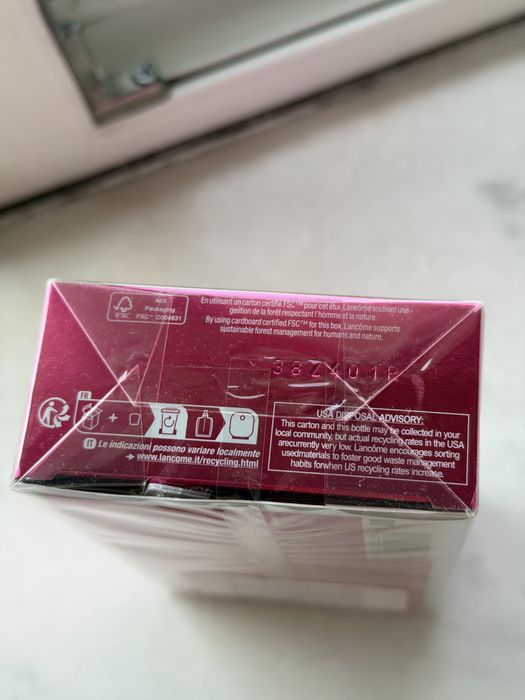 MIX
Packaging
FSC
FSC™ C004631
En utilisant un carton certifié FSC™ pour cet étui, Lancôme soutient une
gestion de la forêt respectant l'homme et la nature.
By using cardboard certified FSC™ for this box, Lancôme supports
sustainable forest management for humans and nature.
FR
+
IT Le indicazioni possono variare localmente
www.lancome.it/recycling.html
USA DISPOSAL ADVISORY:
This carton and this bottle may be collected in your
local community, but actual recycling rates in the USA
arecurrently very low. Lancôme encourages sorting
usedmaterials to foster good waste management
habits forwhen US recycling rates increase.